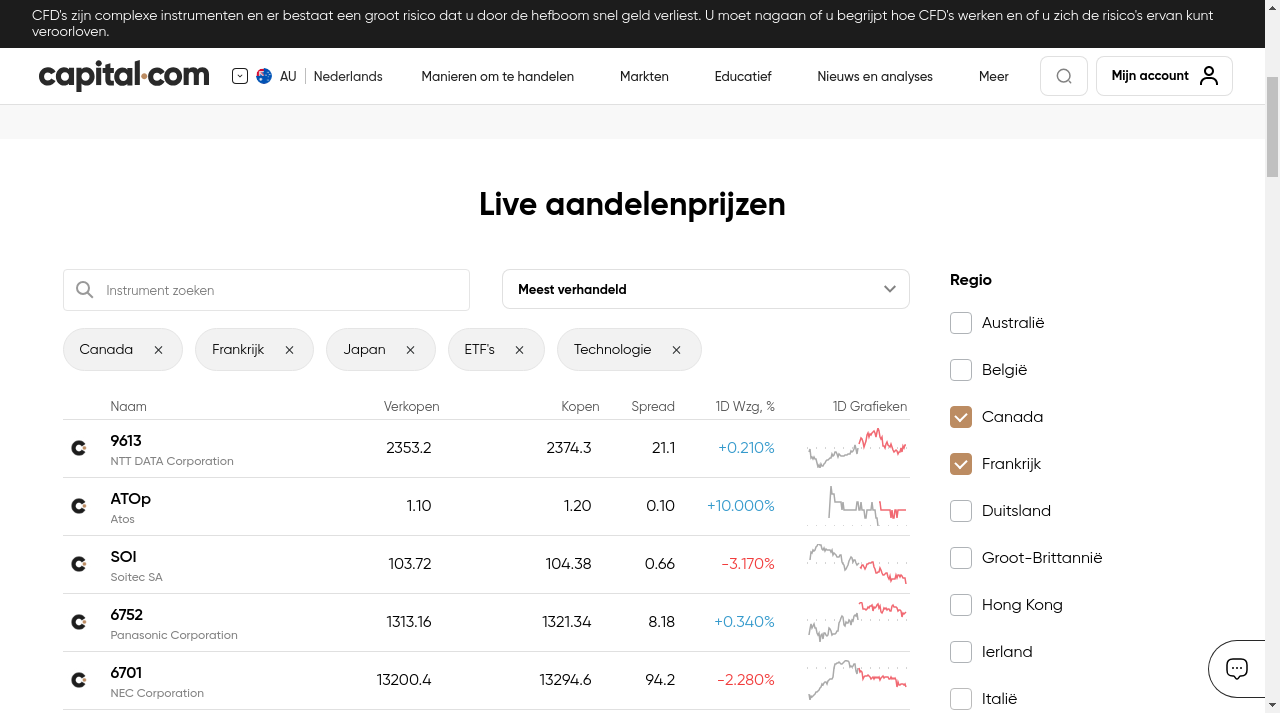 CFD's zijn complexe instrumenten en er bestaat een groot risico dat u door de hefboom snel geld verliest. U moet nagaan of u begrijpt hoe CFD's werken en of u zich de risico's ervan kunt
veroorloven.
capital.com AU Nederlands Manieren om te handelen Markten Educatief Nieuws en analyses Meer Mijn account
Live aandelenprijzen
Instrument zoeken Meest verhandeld
Canada Frankrijk Japan ETF's Technologie
Naam Verkopen Kopen Spread 1D Wzg, % 1D Grafieken
9613 2353.2 2374.3 21.1 +0.210%
NTT DATA Corporation
ATOp 1.10 1.20 0.10 +10.000%
Atos
SOI 103.72 104.38 0.66 -3.170%
Soitec SA
6752 1313.16 1321.34 8.18 +0.340%
Panasonic Corporation
6701 13200.4 13294.6 94.2 -2.280%
NEC Corporation
Regio
Australië
België
Canada
Frankrijk
Duitsland
Groot-Brittannië
Hong Kong
Ierland
Italië